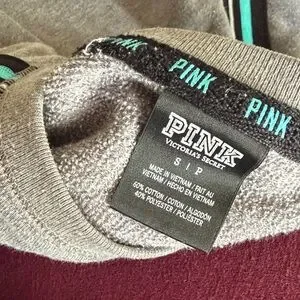 PINK
PINK
PINK
PINK
VICTORIA'S SECRET
S | P
MADE IN VIETNAM / FAIT AU
VIETNAM / HECHO EN VIETNAM
60% COTTON / COTON / ALGODÓN
40% POLYESTER / POLIÉSTER